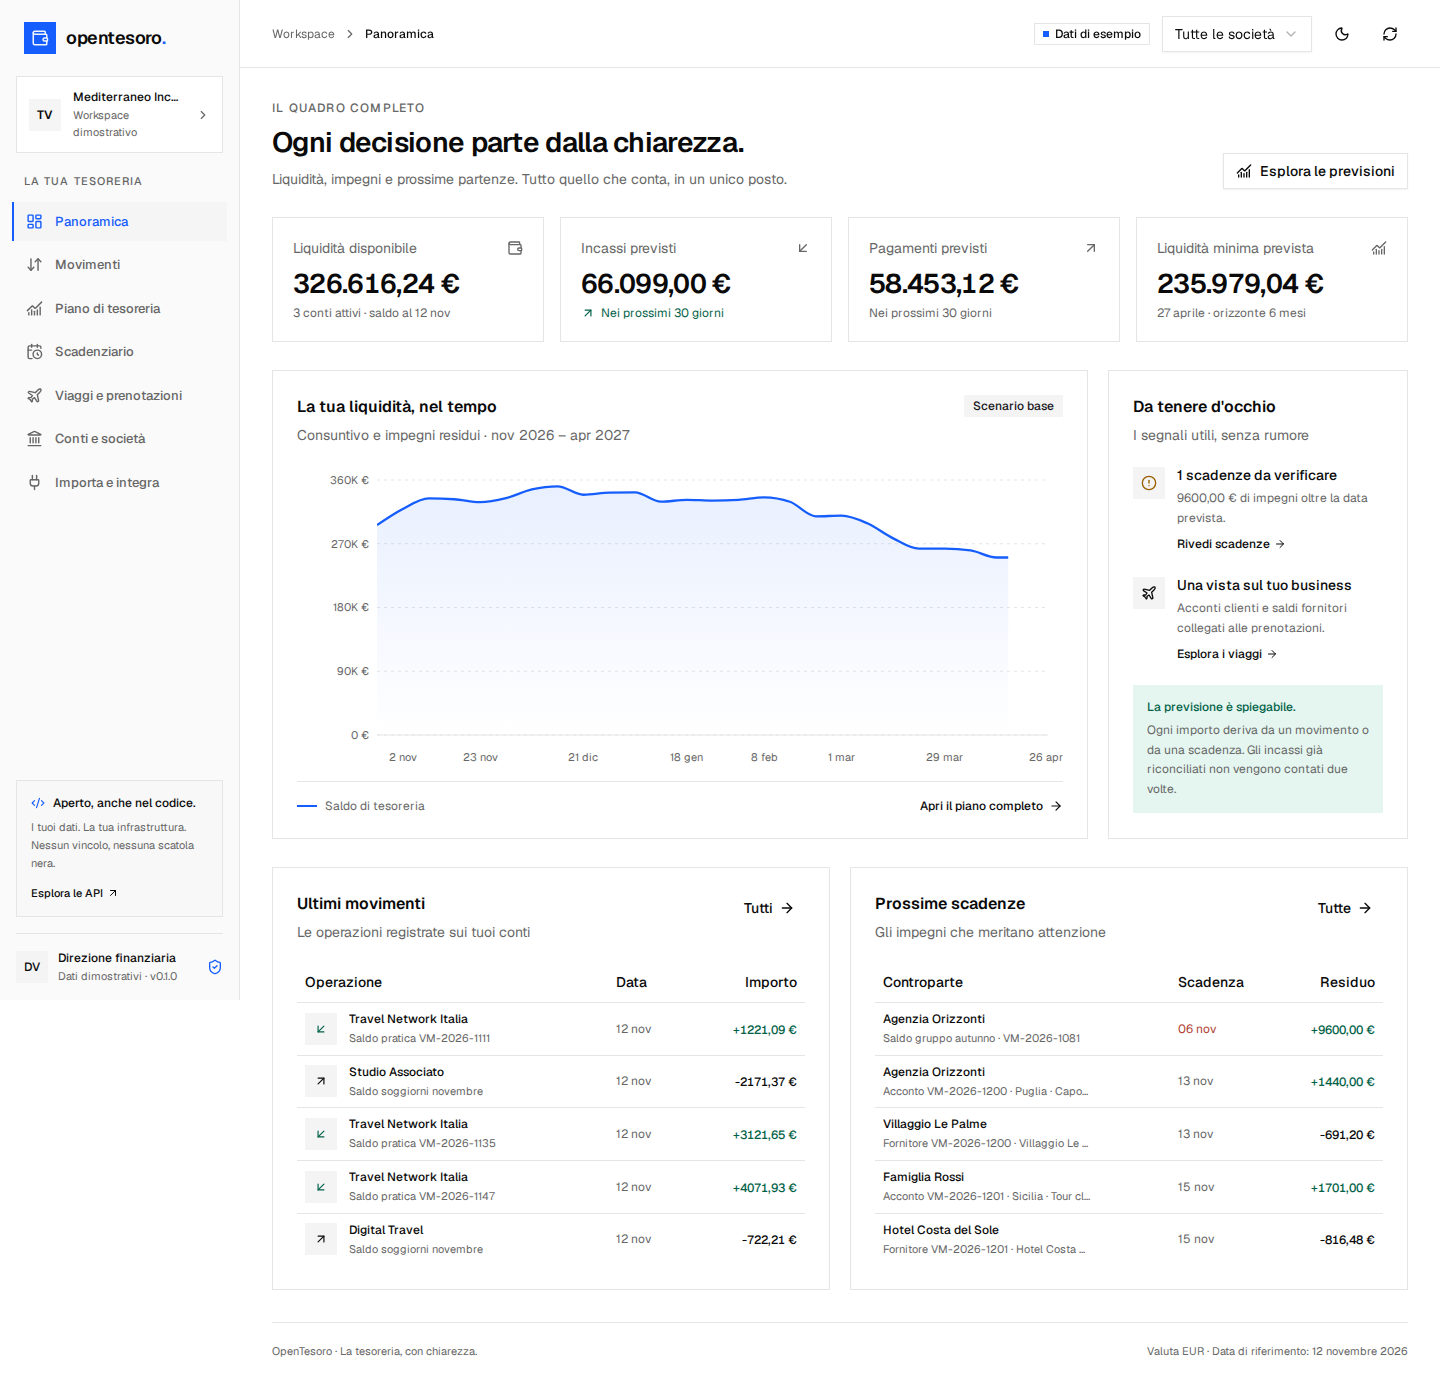 opentesoro.
TV
Mediterraneo Inc...
Workspace
dimostrativo
LA TUA TESORERIA
Panoramica
Movimenti
Piano di tesoreria
Scadenziario
Viaggi e prenotazioni
Conti e società
Importa e integra
Aperto, anche nel codice.
I tuoi dati. La tua infrastruttura.
Nessun vincolo, nessuna scatola
nera.
Esplora le API
DV
Direzione finanziaria
Dati dimostrativi · v0.1.0
Workspace > Panoramica
Dati di esempio
Tutte le società
IL QUADRO COMPLETO
Ogni decisione parte dalla chiarezza.
Liquidità, impegni e prossime partenze. Tutto quello che conta, in un unico posto.
Esplora le previsioni
Liquidità disponibile
326.616,24 €
3 conti attivi · saldo al 12 nov
Incassi previsti
66.099,00 €
Nei prossimi 30 giorni
Pagamenti previsti
58.453,12 €
Nei prossimi 30 giorni
Liquidità minima prevista
235.979,04 €
27 aprile · orizzonte 6 mesi
La tua liquidità, nel tempo
Scenario base
Consuntivo e impegni residui · nov 2026 – apr 2027
360K €
270K €
180K €
90K €
0 €
2 nov 23 nov 21 dic 18 gen 8 feb 1 mar 29 mar 26 apr
Saldo di tesoreria
Apri il piano completo
Da tenere d'occhio
I segnali utili, senza rumore
1 scadenze da verificare
9600,00 € di impegni oltre la data
prevista.
Rivedi scadenze
Una vista sul tuo business
Acconti clienti e saldi fornitori
collegati alle prenotazioni.
Esplora i viaggi
La previsione è spiegabile.
Ogni importo deriva da un movimento o
da una scadenza. Gli incassi già
riconciliati non vengono contati due
volte.
Ultimi movimenti
Tutti
Le operazioni registrate sui tuoi conti
Operazione Data Importo
Travel Network Italia
Saldo pratica VM-2026-1111
12 nov +1221,09 €
Studio Associato
Saldo soggiorni novembre
12 nov -2171,37 €
Travel Network Italia
Saldo pratica VM-2026-1135
12 nov +3121,65 €
Travel Network Italia
Saldo pratica VM-2026-1147
12 nov +4071,93 €
Digital Travel
Saldo soggiorni novembre
12 nov -722,21 €
Prossime scadenze
Tutte
Gli impegni che meritano attenzione
Controparte Scadenza Residuo
Agenzia Orizzonti
Saldo gruppo autunno · VM-2026-1081
06 nov +9600,00 €
Agenzia Orizzonti
Acconto VM-2026-1200 · Puglia · Capo...
13 nov +1440,00 €
Villaggio Le Palme
Fornitore VM-2026-1200 · Villaggio Le ...
13 nov -691,20 €
Famiglia Rossi
Acconto VM-2026-1201 · Sicilia · Tour cl...
15 nov +1701,00 €
Hotel Costa del Sole
Fornitore VM-2026-1201 · Hotel Costa ...
15 nov -816,48 €
OpenTesoro · La tesoreria, con chiarezza.
Valuta EUR · Data di riferimento: 12 novembre 2026